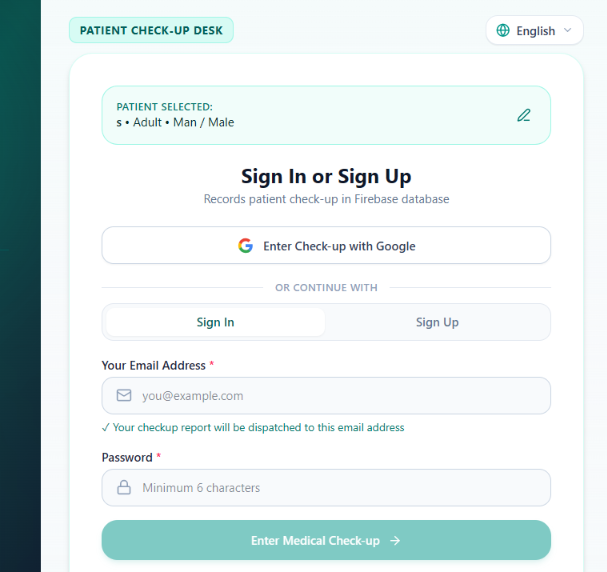 PATIENT CHECK-UP DESK
English
PATIENT SELECTED:
s • Adult • Man / Male
Sign In or Sign Up
Records patient check-up in Firebase database
Enter Check-up with Google
OR CONTINUE WITH
Sign In
Sign Up
Your Email Address *
you@example.com
✓ Your checkup report will be dispatched to this email address
Password *
Minimum 6 characters
Enter Medical Check-up →